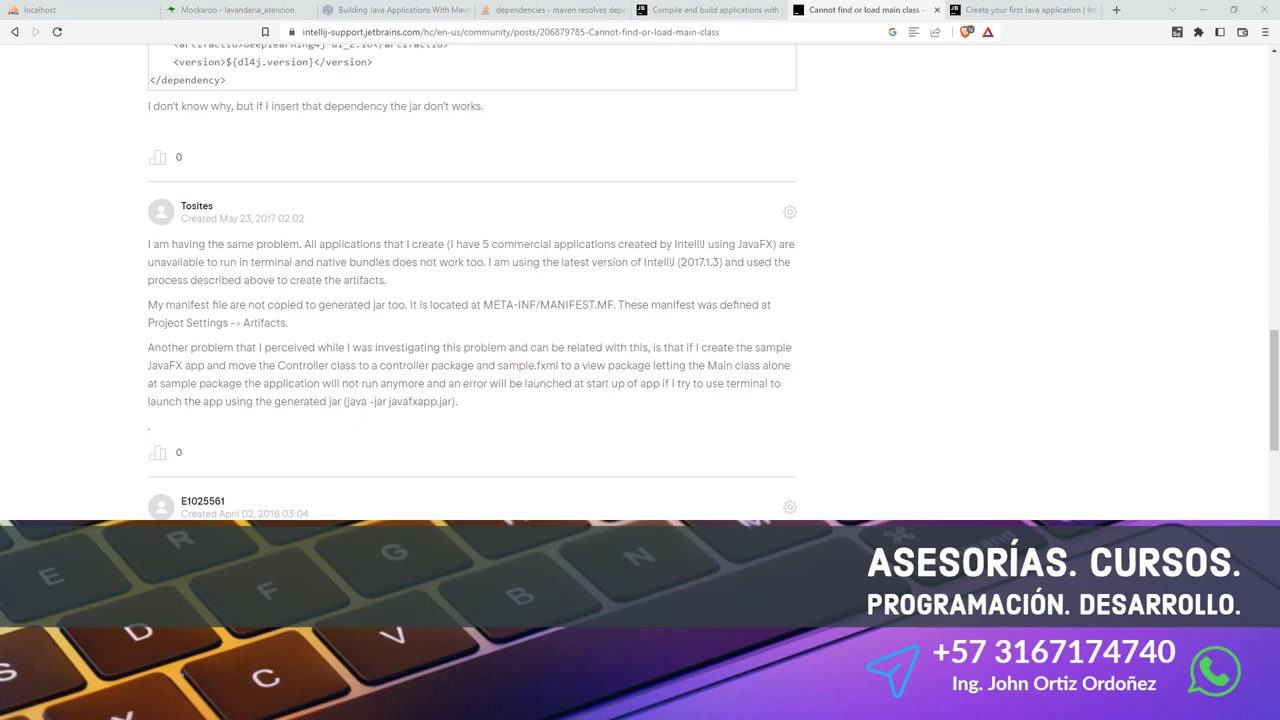 localhost
Mockaroo - lavanderia_atencion
Building Java Applications With Mave
dependencies - maven resolves depe
Compile and build applications with
Cannot find or load main class –
Create your first Java application | Int
intellij-support.jetbrains.com/hc/en-us/community/posts/206879785-Cannot-find-or-load-main-class
<version>${dl4j.version}</version>
</dependency>
I don't know why, but if I insert that dependency the jar don't works.
0
Tosites
Created May 23, 2017 02:02
I am having the same problem. All applications that I create (I have 5 commercial applications created by IntellIJ using JavaFX) are
unavailable to run in terminal and native bundles does not work too. I am using the latest version of IntellIJ (2017.1.3) and used the
process described above to create the artifacts.
My manifest file are not copied to generated jar too. It is located at META-INF/MANIFEST.MF. These manifest was defined at
Project Settings -> Artifacts.
Another problem that I perceived while I was investigating this problem and can be related with this, is that if I create the sample
JavaFX app and move the Controller class to a controller package and sample.fxml to a view package letting the Main class alone
at sample package the application will not run anymore and an error will be launched at start up of app if I try to use terminal to
launch the app using the generated jar (java -jar javafxapp.jar).
.
0
E1025561
Created April 02, 2018 03:04
ASESORÍAS. CURSOS.
PROGRAMACIÓN. DESARROLLO.
+57 3167174740
Ing. John Ortiz Ordoñez
R
E
G
F
N
B
D
V
C
S